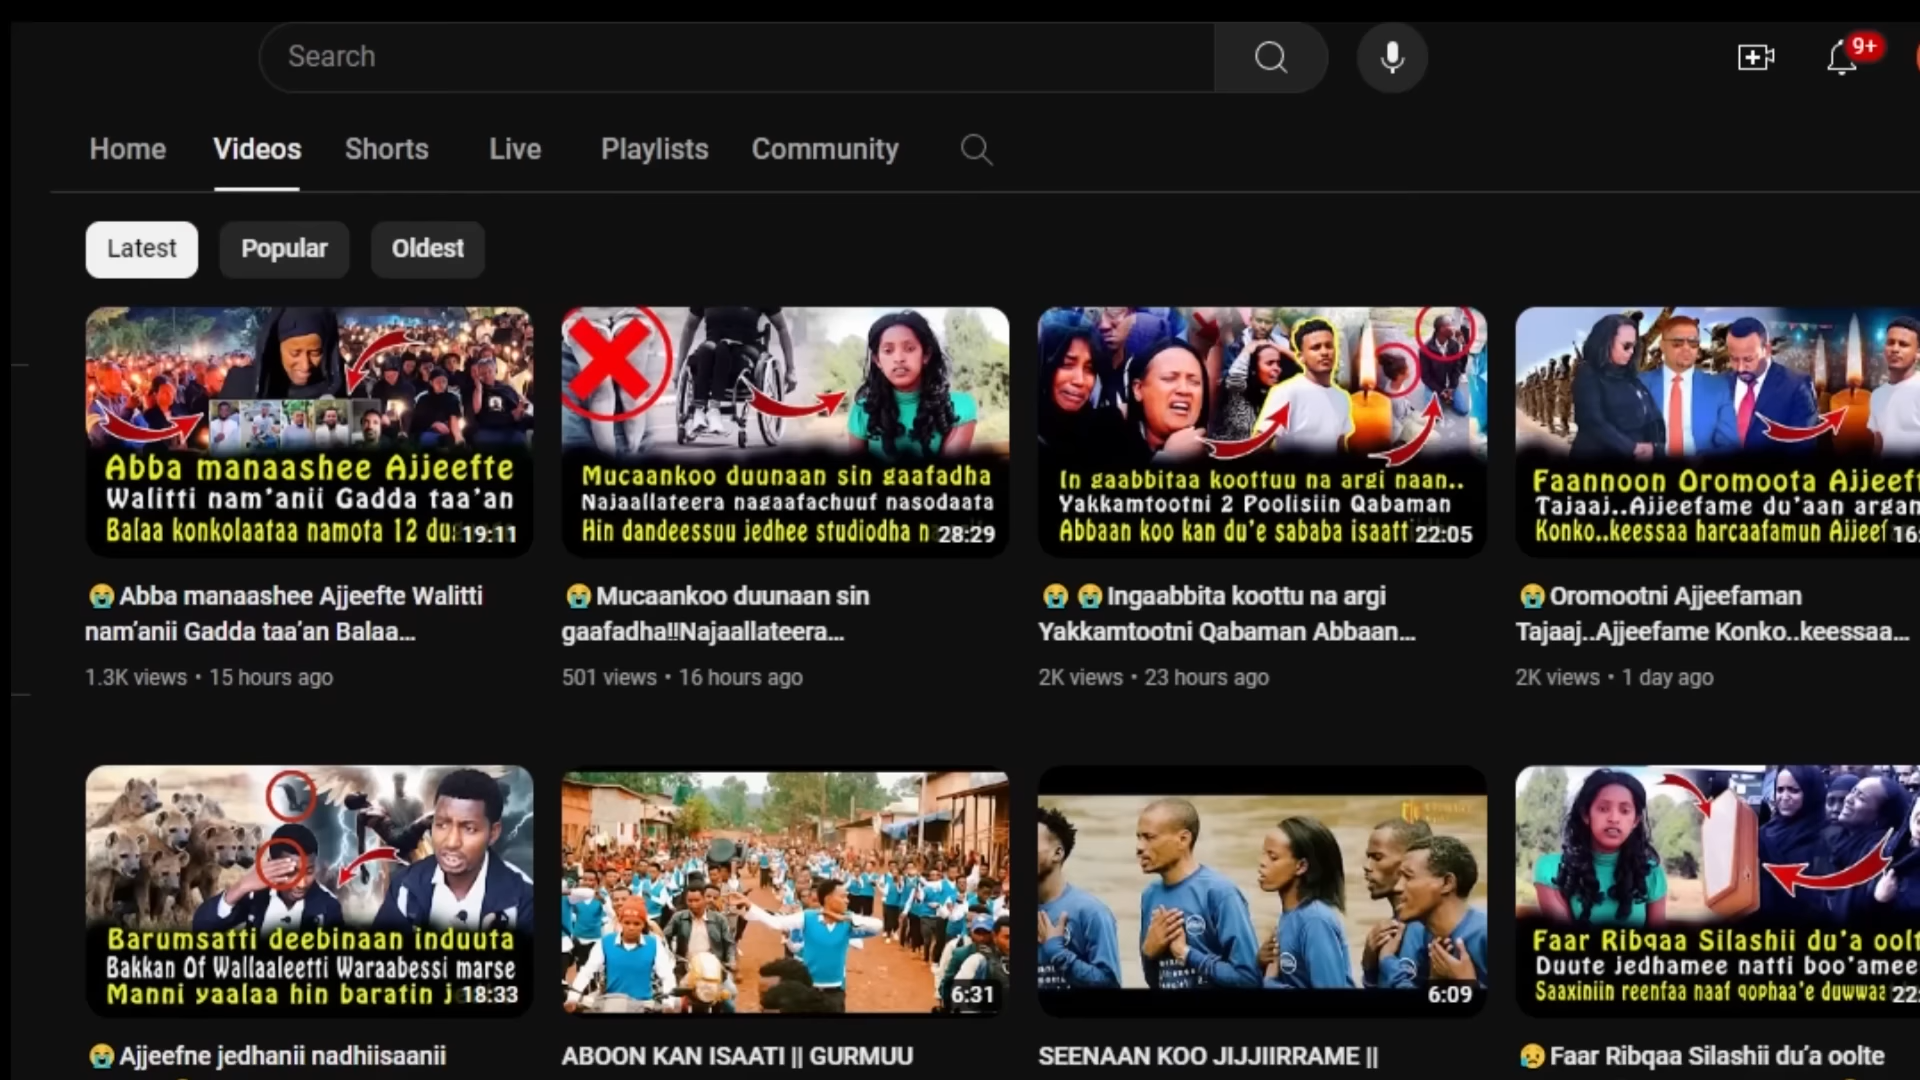 Search
9+
Home Videos Shorts Live Playlists Community
Latest Popular Oldest
Abba manaashee Ajjeefte
Walitti nam'anii Gadda taa'an
Balaa konkolaataa namota 12 du
19:11
Mucaankoo duunaan sin gaafadha
Najaallateera nagaafachuuf nasodaata
Hin dandeessuu jedhee studiodha
28:29
In gaabbitaa koottuu na argi naan..
Yakkamtootni 2 Poolisiin Qabaman
Abbaan koo kan du'e sababa isaatt
22:05
Faannoon Oromoota Ajjeeft
Tajaaj..Ajjeefame du'aan argan
Konko..keessaa harcaafamun Ajjeef
16:
😭Abba manaashee Ajjeefte Walitti
nam'anii Gadda taa'an Balaa...
1.3K views • 15 hours ago
😭Mucaankoo duunaan sin
gaafadha!!Najaallateera...
501 views • 16 hours ago
😭 😭Ingaabbita koottu na argi
Yakkamtootni Qabaman Abbaan...
2K views • 23 hours ago
😭Oromootni Ajjeefaman
Tajaaj..Ajjeefame Konko..keessaa...
2K views • 1 day ago
Barumsatti deebinaan induuta
Bakkan Of Wallaaleetti Waraabessi marse
Manni yaalaa hin baratin j
18:33
6:31
6:09
Faar Ribqaa Silashii du'a oolt
Duute jedhamee natti boo'amee
Saaxiniin reenfaa naaf qophaa'e duwwaa
22:
😭Ajjeefne jedhanii nadhiisaanii
ABOON KAN ISAATI || GURMUU
SEENAAN KOO JIJJIIRRAME ||
😥Faar Ribqaa Silashii du'a oolte